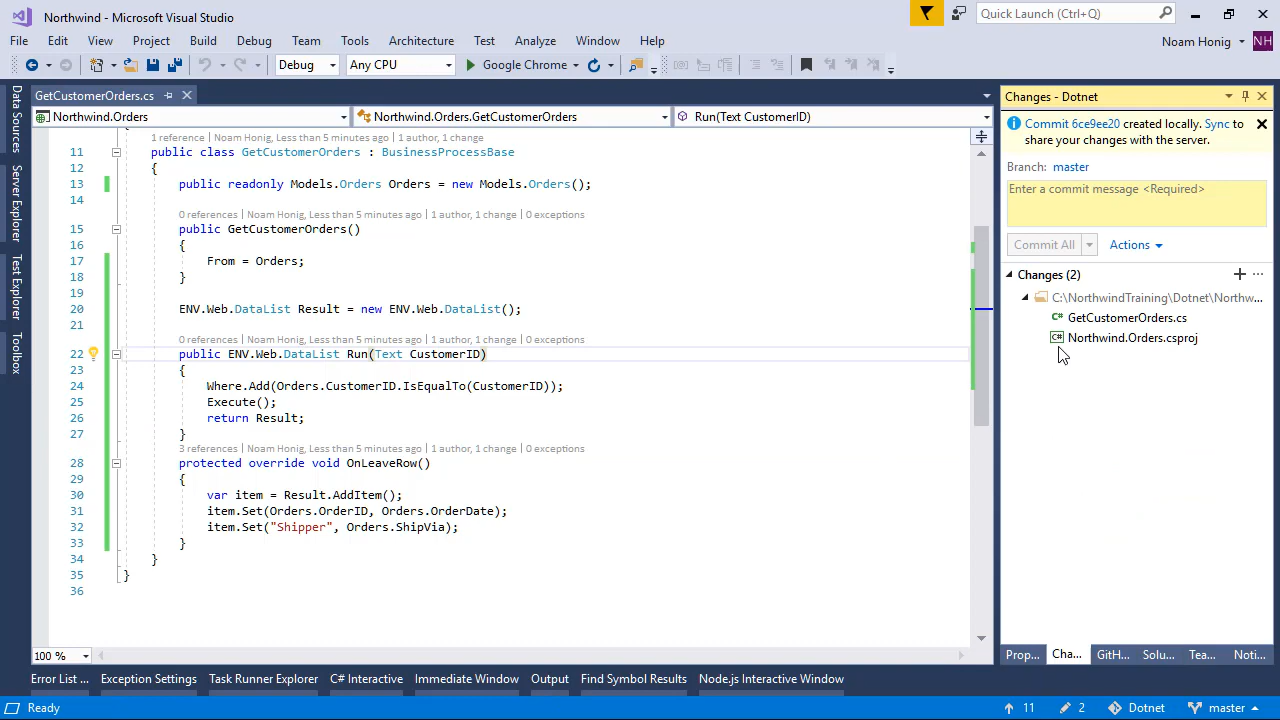 Northwind - Microsoft Visual Studio
Quick Launch (Ctrl+Q)
File Edit View Project Build Debug Team Tools Architecture Test Analyze Window Help
Noam Honig NH
Debug Any CPU Google Chrome
Data Sources
Server Explorer
Test Explorer
Toolbox
GetCustomerOrders.cs
Northwind.Orders Northwind.Orders.GetCustomerOrders Run(Text CustomerID)
1 reference | Noam Honig, Less than 5 minutes ago | 1 author, 1 change
11 public class GetCustomerOrders : BusinessProcessBase
12 {
13 public readonly Models.Orders Orders = new Models.Orders();
14
0 references | Noam Honig, Less than 5 minutes ago | 1 author, 1 change | 0 exceptions
15 public GetCustomerOrders()
16 {
17 From = Orders;
18 }
19
20 ENV.Web.DataList Result = new ENV.Web.DataList();
21
0 references | Noam Honig, Less than 5 minutes ago | 1 author, 1 change | 0 exceptions
22 public ENV.Web.DataList Run(Text CustomerID)
23 {
24 Where.Add(Orders.CustomerID.IsEqualTo(CustomerID));
25 Execute();
26 return Result;
27 }
3 references | Noam Honig, Less than 5 minutes ago | 1 author, 1 change | 0 exceptions
28 protected override void OnLeaveRow()
29 {
30 var item = Result.AddItem();
31 item.Set(Orders.OrderID, Orders.OrderDate);
32 item.Set("Shipper", Orders.ShipVia);
33 }
34 }
35 }
36
100 %
Changes - Dotnet
Commit 6ce9ee20 created locally. Sync to
share your changes with the server.
Branch: master
Enter a commit message <Required>
Commit All Actions
Changes (2)
C:\NorthwindTraining\Dotnet\Northw...
GetCustomerOrders.cs
Northwind.Orders.csproj
Prop... Cha... GitH... Solu... Tea... Noti...
Error List ... Exception Settings Task Runner Explorer C# Interactive Immediate Window Output Find Symbol Results Node.js Interactive Window
Ready 11 2 Dotnet master